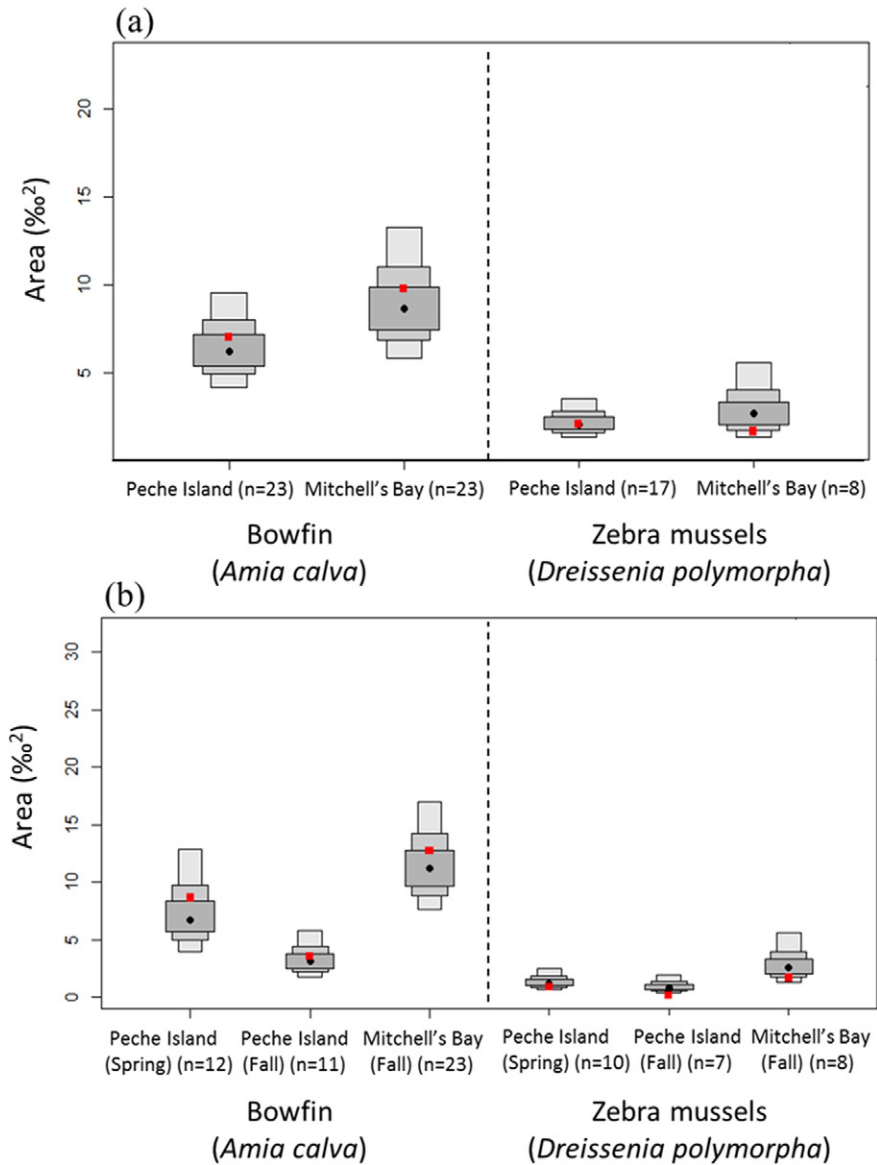 (a)
20
15
10
5
Area (‰²)
Peche Island (n=23) Mitchell's Bay (n=23) Peche Island (n=17) Mitchell's Bay (n=8)
Bowfin Zebra mussels
(Amia calva) (Dreissenia polymorpha)
(b)
30
25
20
15
10
5
0
Area (‰²)
Peche Island Peche Island Mitchell's Bay Peche Island Peche Island Mitchell's Bay
(Spring) (n=12) (Fall) (n=11) (Fall) (n=23) (Spring) (n=10) (Fall) (n=7) (Fall) (n=8)
Bowfin Zebra mussels
(Amia calva) (Dreissenia polymorpha)